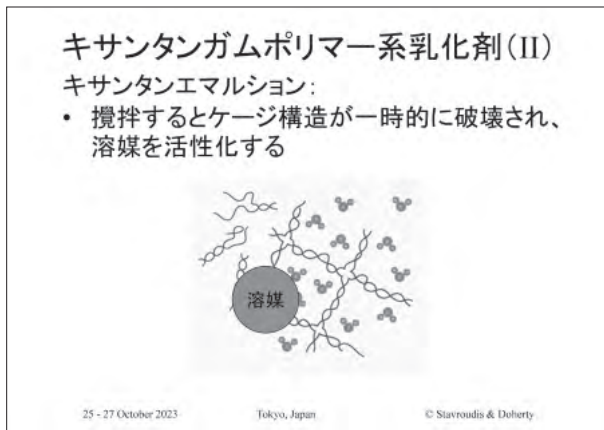 キサンタンガムポリマー系乳化剤(II)
キサンタンエマルション:
• 攪拌するとケージ構造が一時的に破壊され、
溶媒を活性化する
溶媒
25 - 27 October 2023 Tokyo, Japan © Stavroudis & Doherty